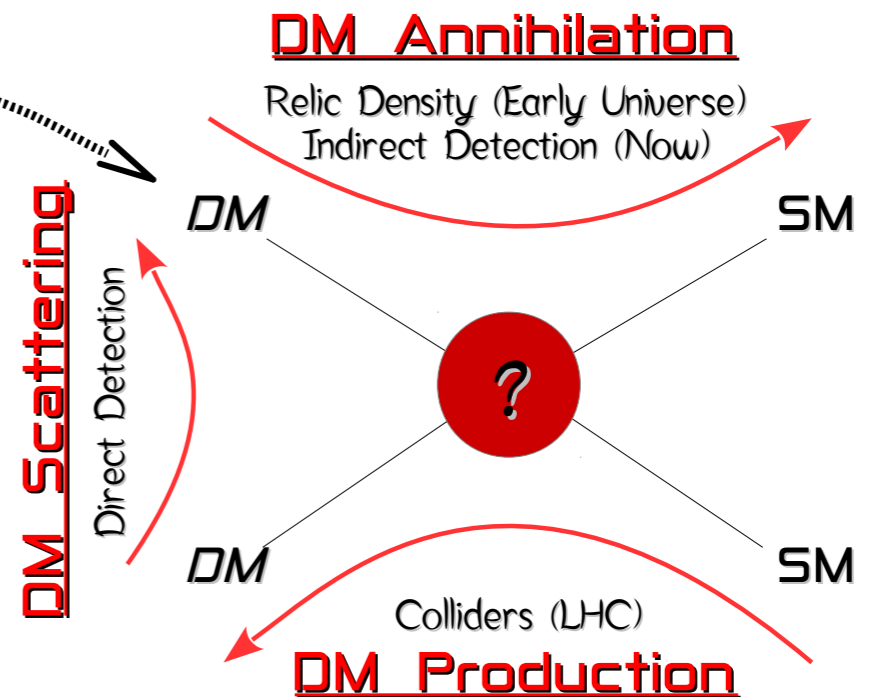 DM Annihilation
Relic Density (Early Universe)
Indirect Detection (Now)
DM
SM
DM Scattering
Direct Detection
?
DM
SM
Colliders (LHC)
DM Production